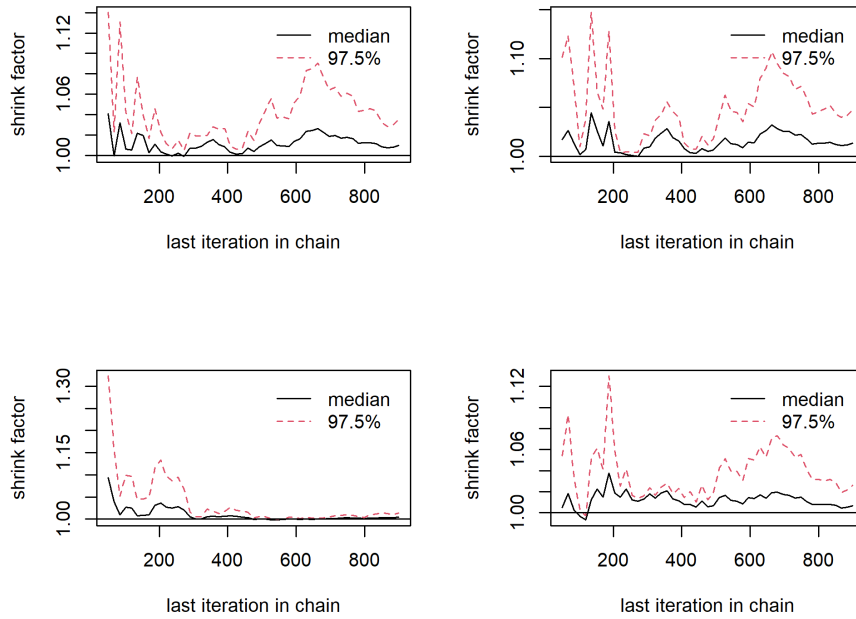 shrink factor
1.00 1.06 1.12
median
97.5%
200 400 600 800
last iteration in chain
shrink factor
1.00 1.10
median
97.5%
200 400 600 800
last iteration in chain
shrink factor
1.00 1.15 1.30
median
97.5%
200 400 600 800
last iteration in chain
shrink factor
1.00 1.06 1.12
median
97.5%
200 400 600 800
last iteration in chain